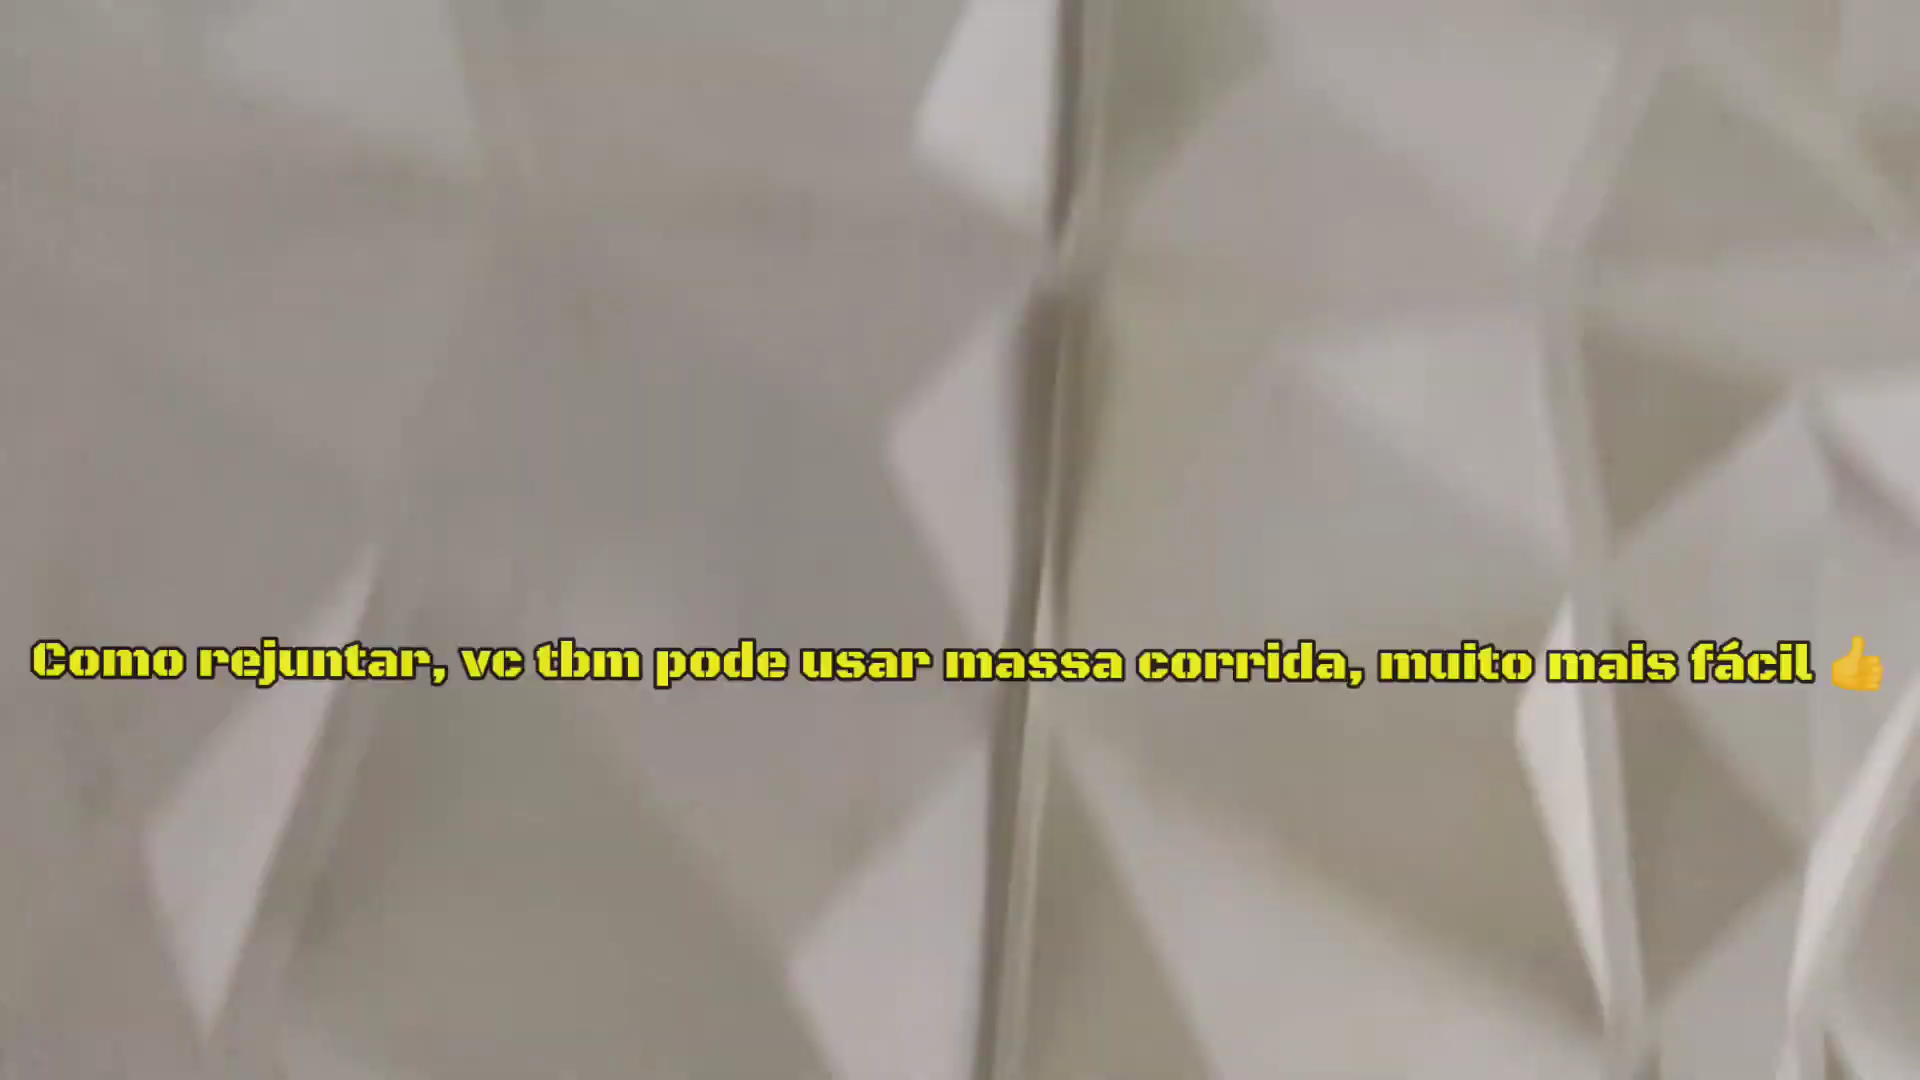 Como rejuntar, vc tbm pode usar massa corrida, muito mais fácil 👍